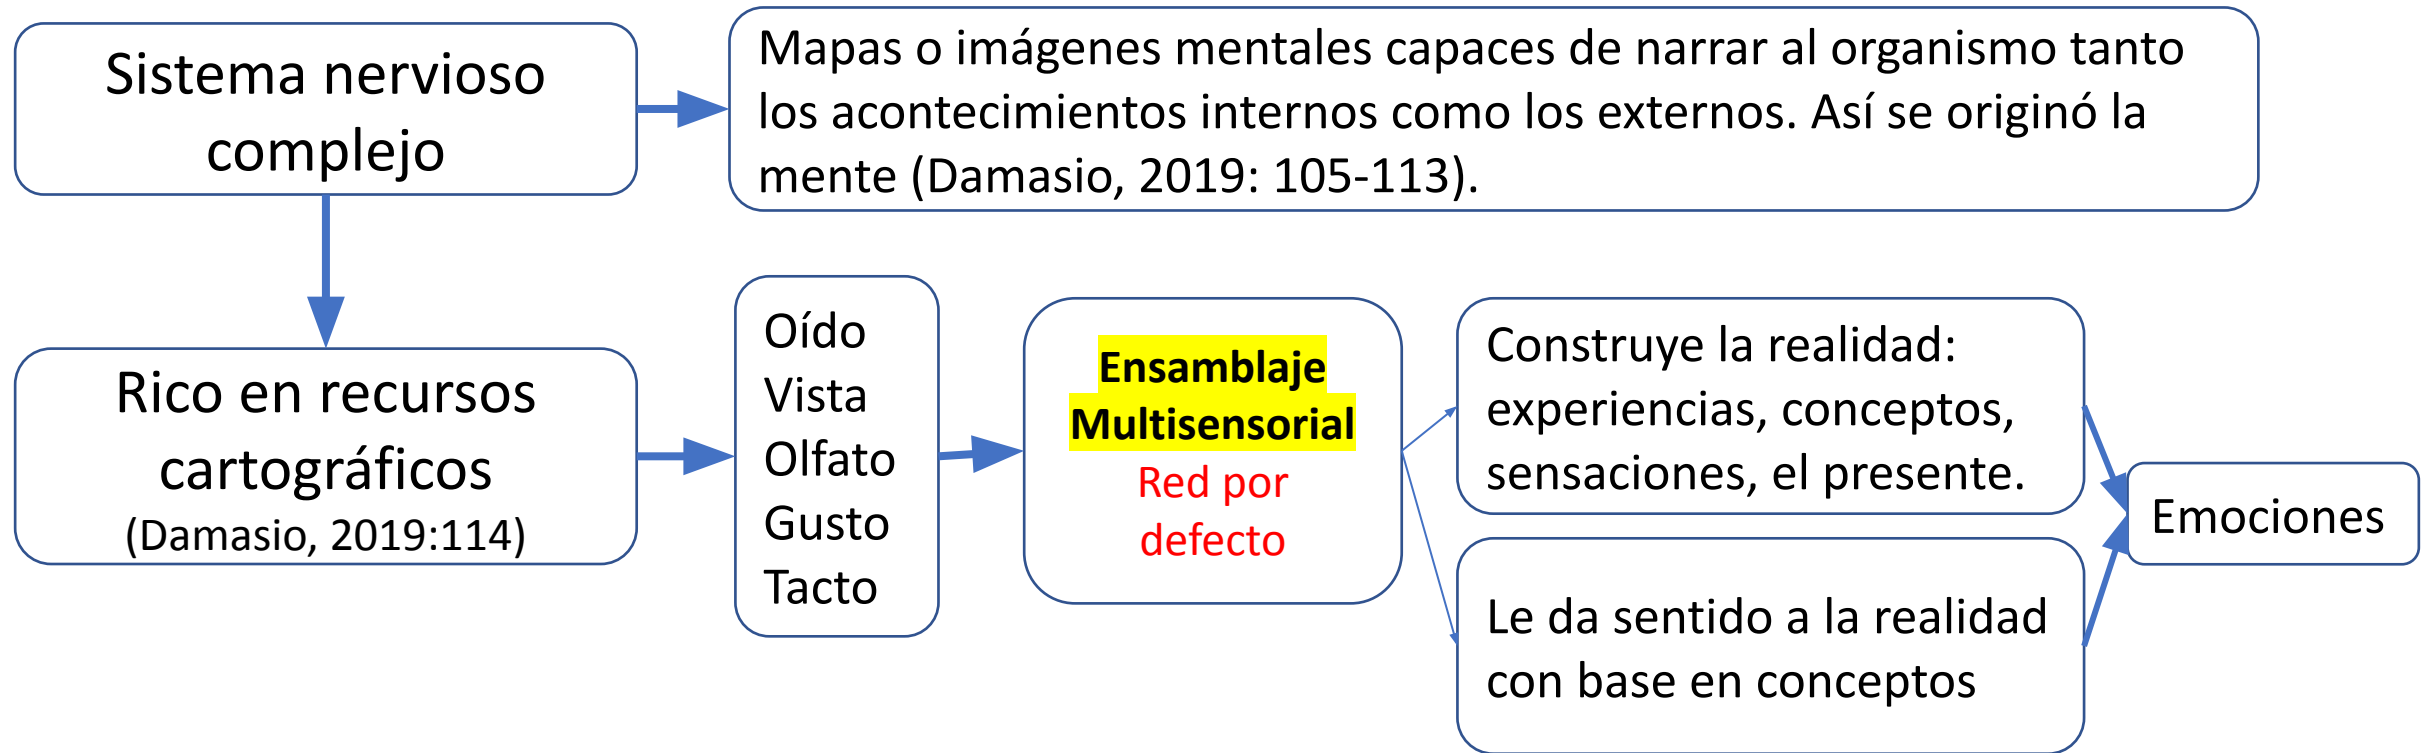 Sistema nervioso
complejo
Mapas o imágenes mentales capaces de narrar al organismo tanto
los acontecimientos internos como los externos. Así se originó la
mente (Damasio, 2019: 105-113).
Rico en recursos
cartográficos
(Damasio, 2019:114)
Oído
Vista
Olfato
Gusto
Tacto
Ensamblaje
Multisensorial
Red por
defecto
Construye la realidad:
experiencias, conceptos,
sensaciones, el presente.
Le da sentido a la realidad
con base en conceptos
Emociones